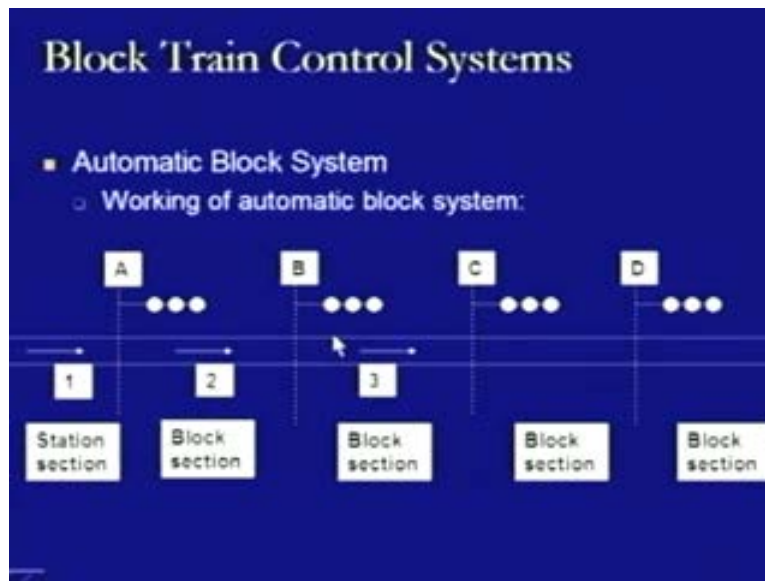 Block Train Control Systems
Automatic Block System
Working of automatic block system:
A B C D
1 2 3
Station section
Block section
Block section
Block section
Block section